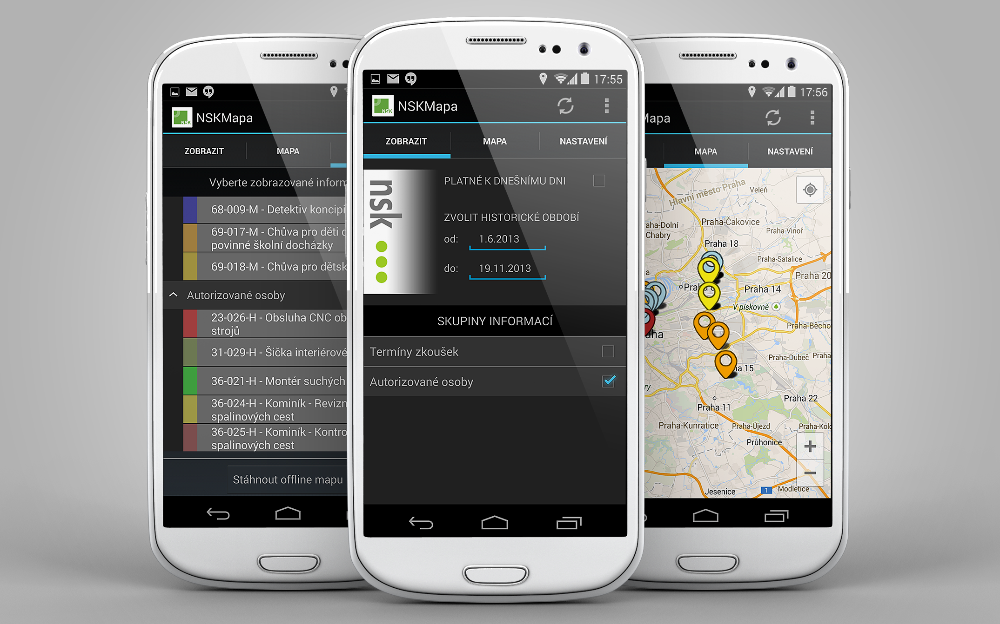 NSK
NSKMapa
ZOBRAZIT
MAPA
Vyberte zobrazované inform
68-009-M - Detektiv koncipi
69-017-M - Chůva pro děti
povinné školní docházky
69-018-M - Chůva pro dětsk
Autorizované osoby
23-026-H - Obsluha CNC ob
strojů
31-029-H - Šička interiérové
36-021-H - Montér suchých
36-024-H - Kominík - Revizn
spalinových cest
36-025-H - Kominík - Kontro
spalinových cest
Stáhnout offline mapu
17:55
NSK
NSKMapa
ZOBRAZIT
MAPA
NASTAVENÍ
nsk
PLATNÉ K DNEŠNÍMU DNI
ZVOLIT HISTORICKÉ OBDOBÍ
od: 1.6.2013
do: 19.11.2013
SKUPINY INFORMACÍ
Termíny zkoušek
Autorizované osoby
17:56
Mapa
MAPA
NASTAVENÍ
Hlavní město Praha
Veleň
Praha-Čakovice
raha-Dolní
Chabry
Praha-Vinoř
Praha 18
Praha-Satalice
Praha 20
Praha 14
V pískovně
Praha-Běcho
aha
Praha-Dubeč
Praha
15
Praha 22
Praha 11
Praha-Kunratice
Praha-Újezd
Praha-Kolo
Průhonice
Jesenice
1
Modletice